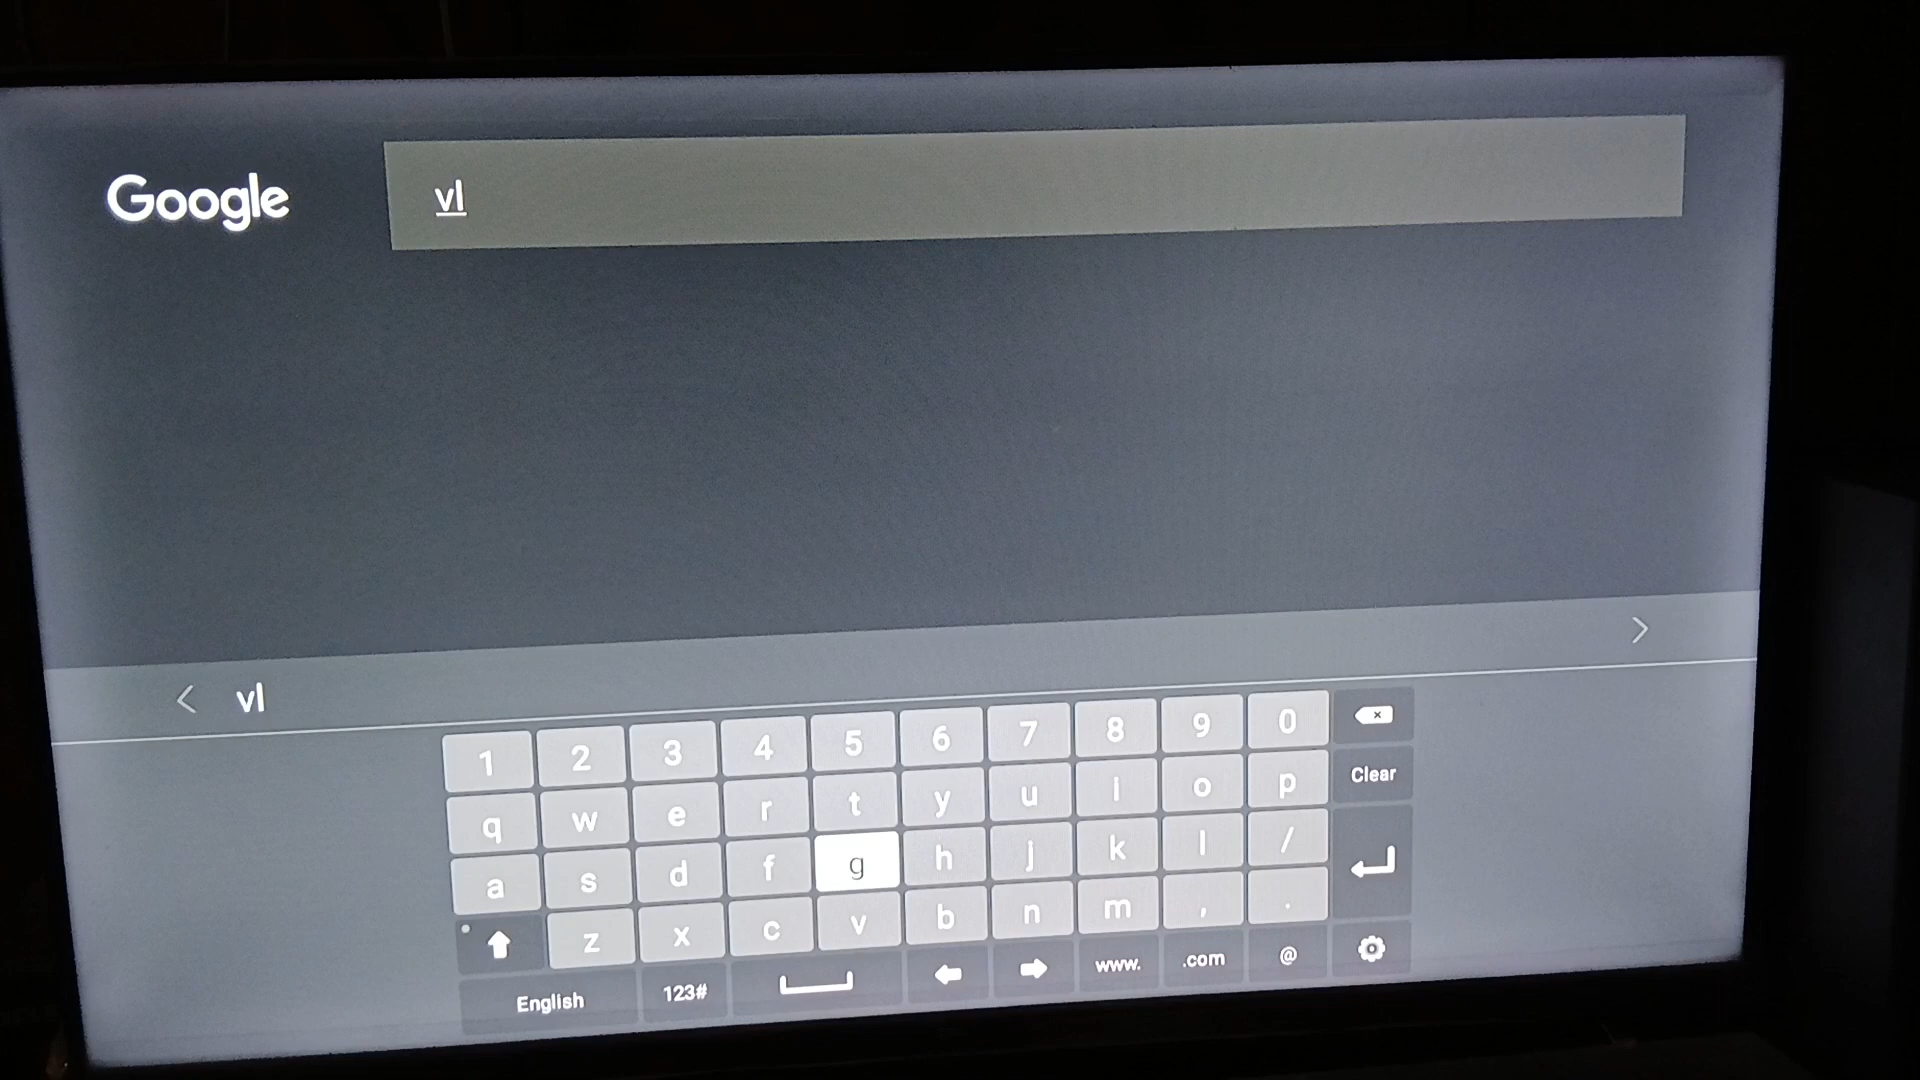 Google
vl
vl
1 2 3 4 5 6 7 8 9 0
q w e r t y u i o p Clear
a s d f g h j k l /
z x c v b n m , .
English 123# www. .com @